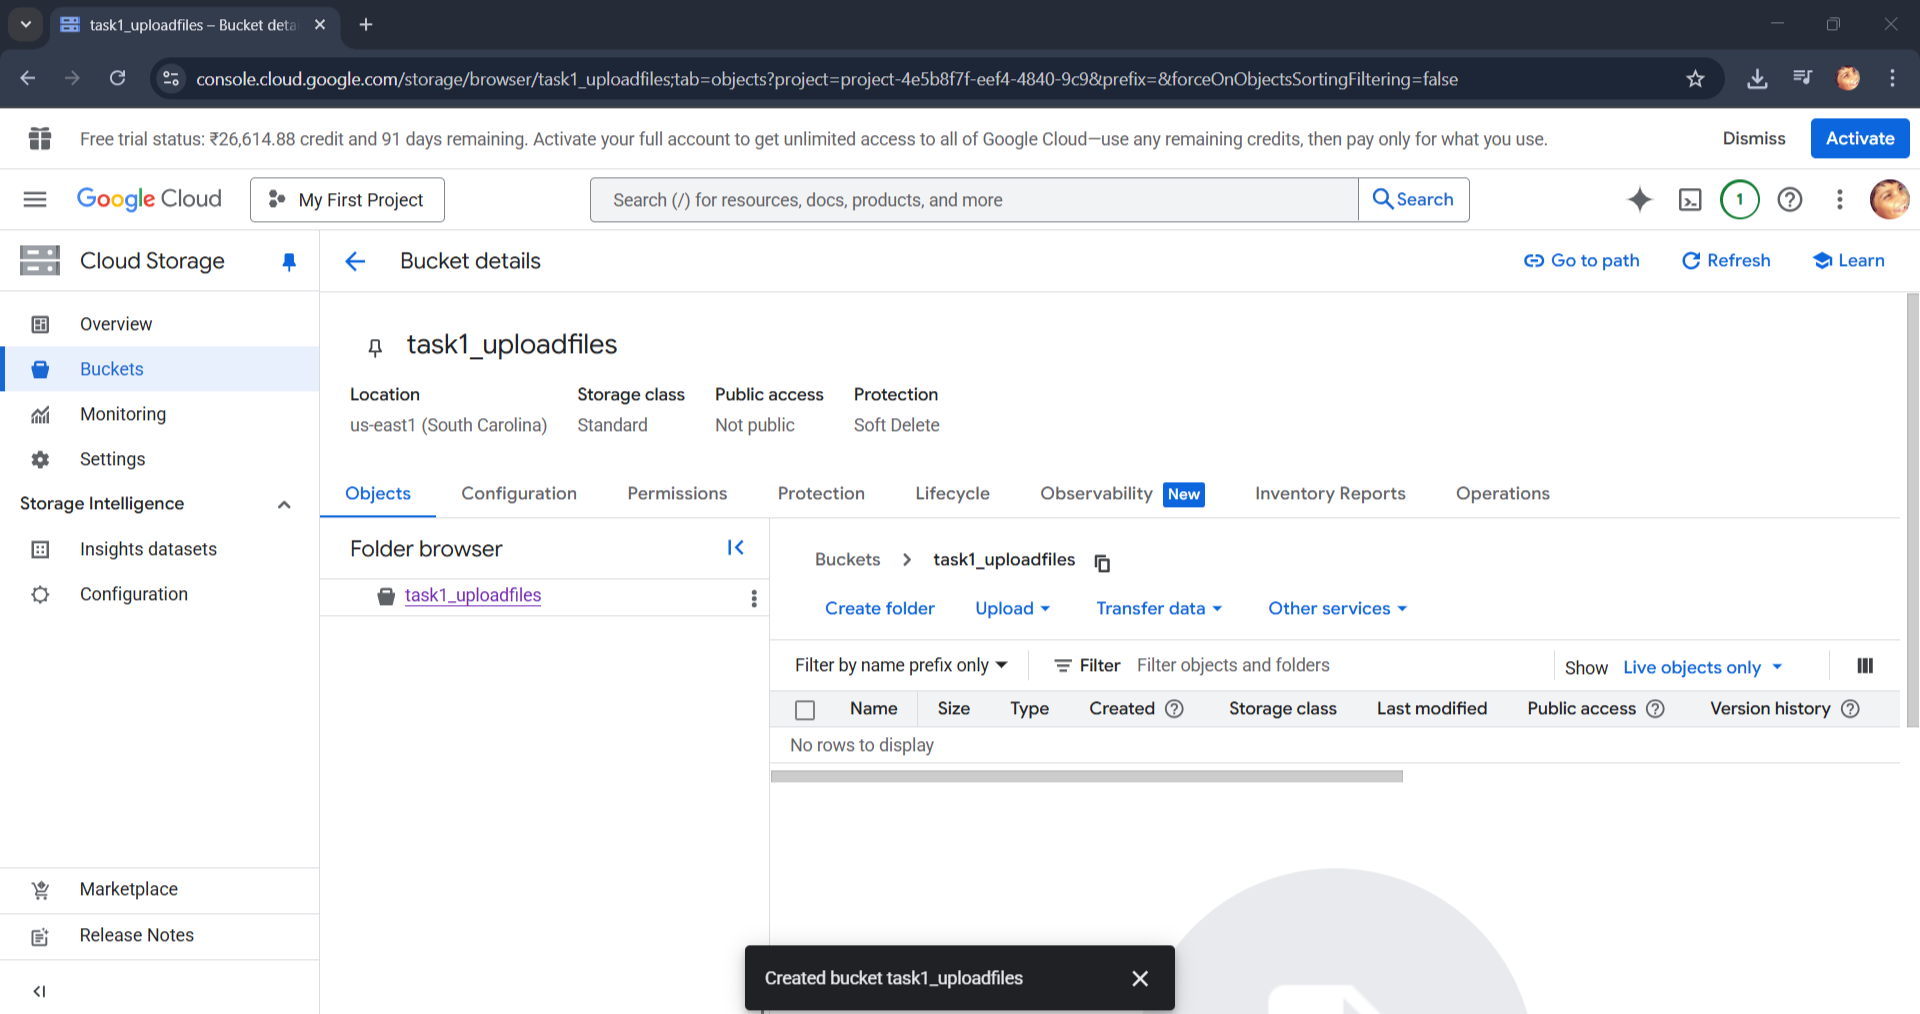 task1_uploadfiles – Bucket deta
console.cloud.google.com/storage/browser/task1_uploadfiles;tab=objects?project=project-4e5b8f7f-eef4-4840-9c9&prefix=&forceOnObjectsSortingFiltering=false
Free trial status: ₹26,614.88 credit and 91 days remaining. Activate your full account to get unlimited access to all of Google Cloud—use any remaining credits, then pay only for what you use.
Dismiss
Activate
Google Cloud
My First Project
Search (/) for resources, docs, products, and more
Search
1
Cloud Storage
Overview
Buckets
Monitoring
Settings
Storage Intelligence
Insights datasets
Configuration
Marketplace
Release Notes
Bucket details
Go to path
Refresh
Learn
task1_uploadfiles
Location Storage class Public access Protection
us-east1 (South Carolina) Standard Not public Soft Delete
Objects Configuration Permissions Protection Lifecycle Observability New Inventory Reports Operations
Folder browser
task1_uploadfiles
Buckets task1_uploadfiles
Create folder Upload Transfer data Other services
Filter by name prefix only Filter Filter objects and folders Show Live objects only
Name Size Type Created Storage class Last modified Public access Version history
No rows to display
Created bucket task1_uploadfiles